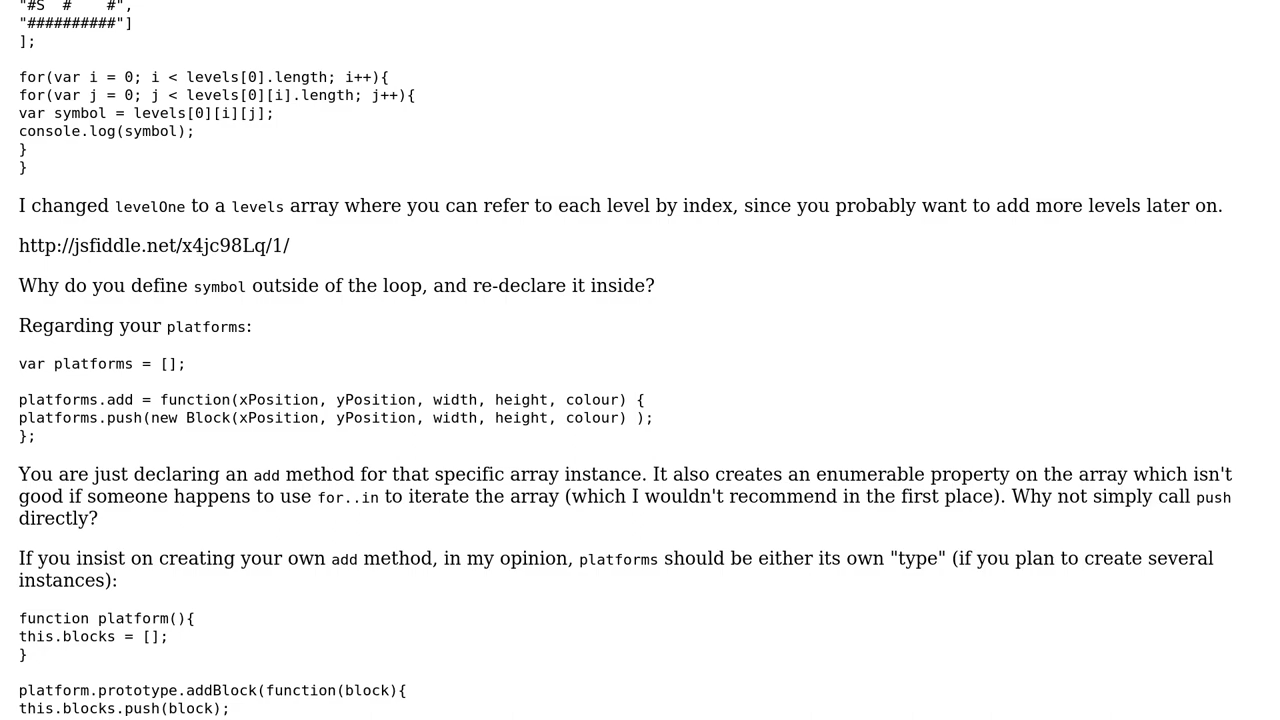 "#S  #    #",
"##########"]
];
for(var i = 0; i < levels[0].length; i++){
for(var j = 0; j < levels[0][i].length; j++){
var symbol = levels[0][i][j];
console.log(symbol);
}
}
I changed levelOne to a levels array where you can refer to each level by index, since you probably want to add more levels later on.
http://jsfiddle.net/x4jc98Lq/1/
Why do you define symbol outside of the loop, and re-declare it inside?
Regarding your platforms:
var platforms = [];
platforms.add = function(xPosition, yPosition, width, height, colour) {
platforms.push(new Block(xPosition, yPosition, width, height, colour) );
};
You are just declaring an add method for that specific array instance. It also creates an enumerable property on the array which isn't
good if someone happens to use for..in to iterate the array (which I wouldn't recommend in the first place). Why not simply call push
directly?
If you insist on creating your own add method, in my opinion, platforms should be either its own "type" (if you plan to create several
instances):
function platform(){
this.blocks = [];
}
platform.prototype.addBlock(function(block){
this.blocks.push(block);